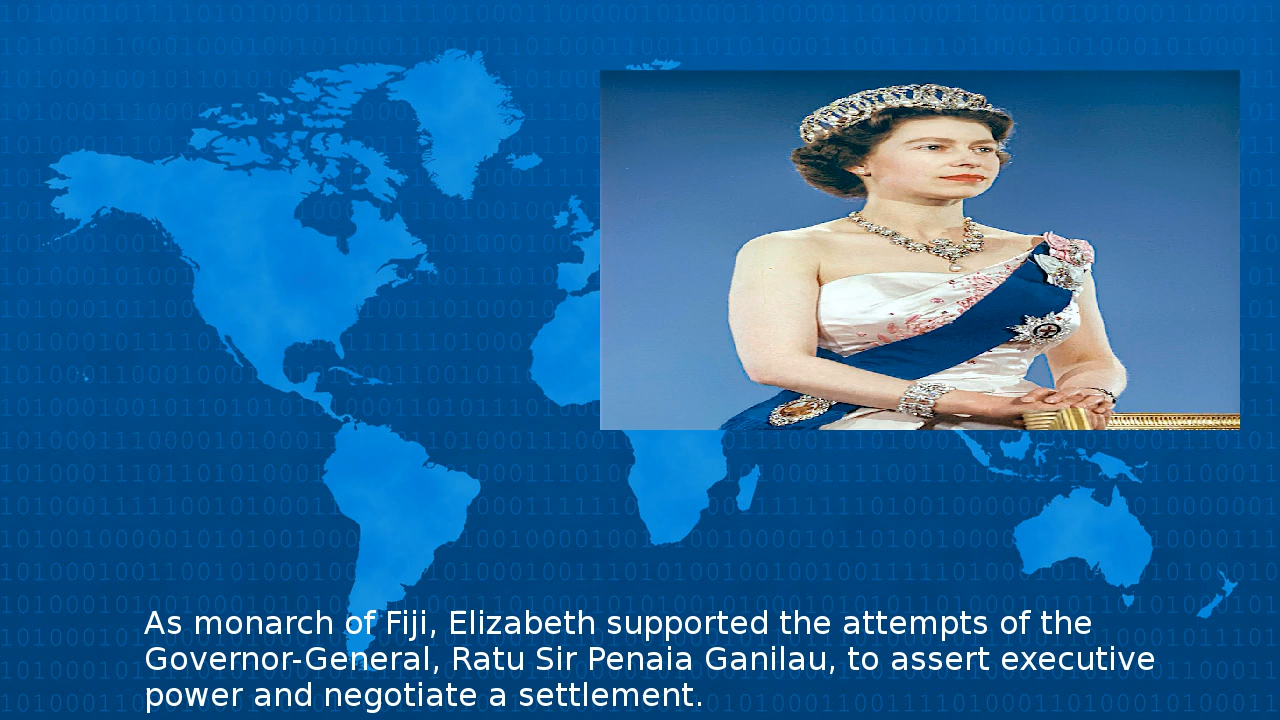 As monarch of Fiji, Elizabeth supported the attempts of the
Governor-General, Ratu Sir Penaia Ganilau, to assert executive
power and negotiate a settlement.